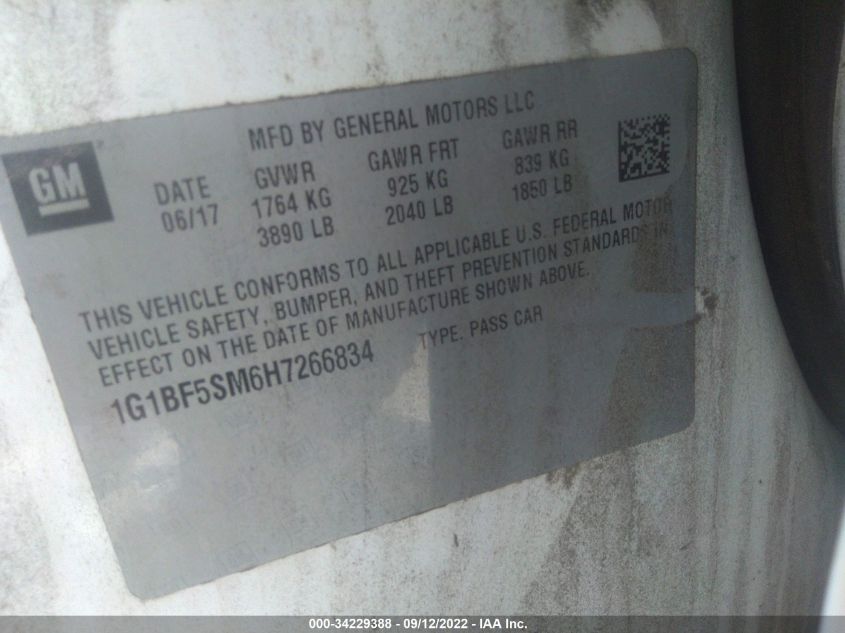 MFD BY GENERAL MOTORS LLC
GM
DATE GVWR GAWR FRT GAWR RR
06/17 1764 KG 925 KG 839 KG
3890 LB 2040 LB 1850 LB
THIS VEHICLE CONFORMS TO ALL APPLICABLE U.S. FEDERAL MOTOR
VEHICLE SAFETY, BUMPER, AND THEFT PREVENTION STANDARDS IN
EFFECT ON THE DATE OF MANUFACTURE SHOWN ABOVE.
1G1BF5SM6H7266834 TYPE: PASS CAR
000-34229388 - 09/12/2022 - IAA Inc.